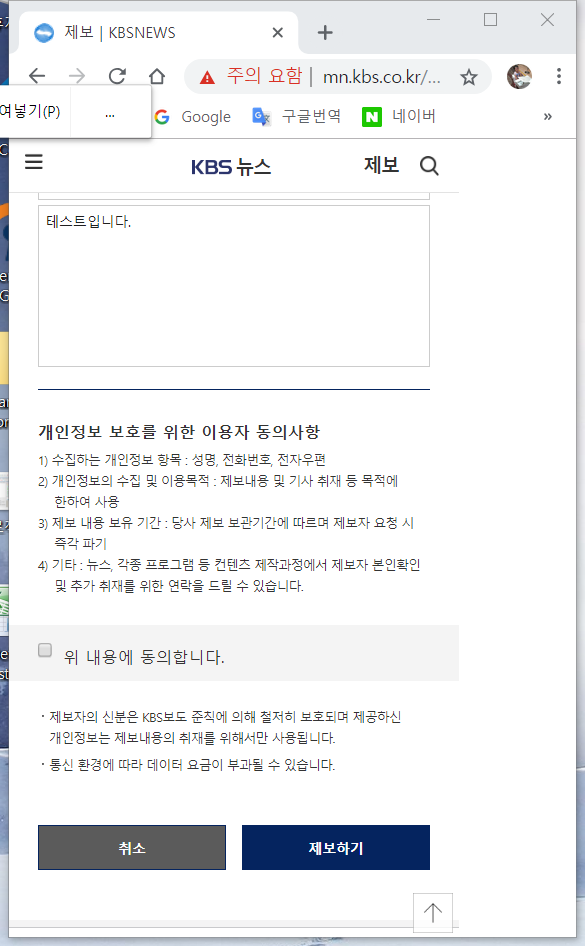 제보 | KBSNEWS
주의 요함 | mn.kbs.co.kr/...
여넣기(P) ...
Google 구글번역 네이버 »
KBS 뉴스 제보
테스트입니다.
개인정보 보호를 위한 이용자 동의사항
1) 수집하는 개인정보 항목 : 성명, 전화번호, 전자우편
2) 개인정보의 수집 및 이용목적 : 제보내용 및 기사 취재 등 목적에
한하여 사용
3) 제보 내용 보유 기간 : 당사 제보 보관기간에 따르며 제보자 요청 시
즉각 파기
4) 기타 : 뉴스, 각종 프로그램 등 컨텐츠 제작과정에서 제보자 본인확인
및 추가 취재를 위한 연락을 드릴 수 있습니다.
위 내용에 동의합니다.
· 제보자의 신분은 KBS보도 준칙에 의해 철저히 보호되며 제공하신
개인정보는 제보내용의 취재를 위해서만 사용됩니다.
· 통신 환경에 따라 데이터 요금이 부과될 수 있습니다.
취소 제보하기